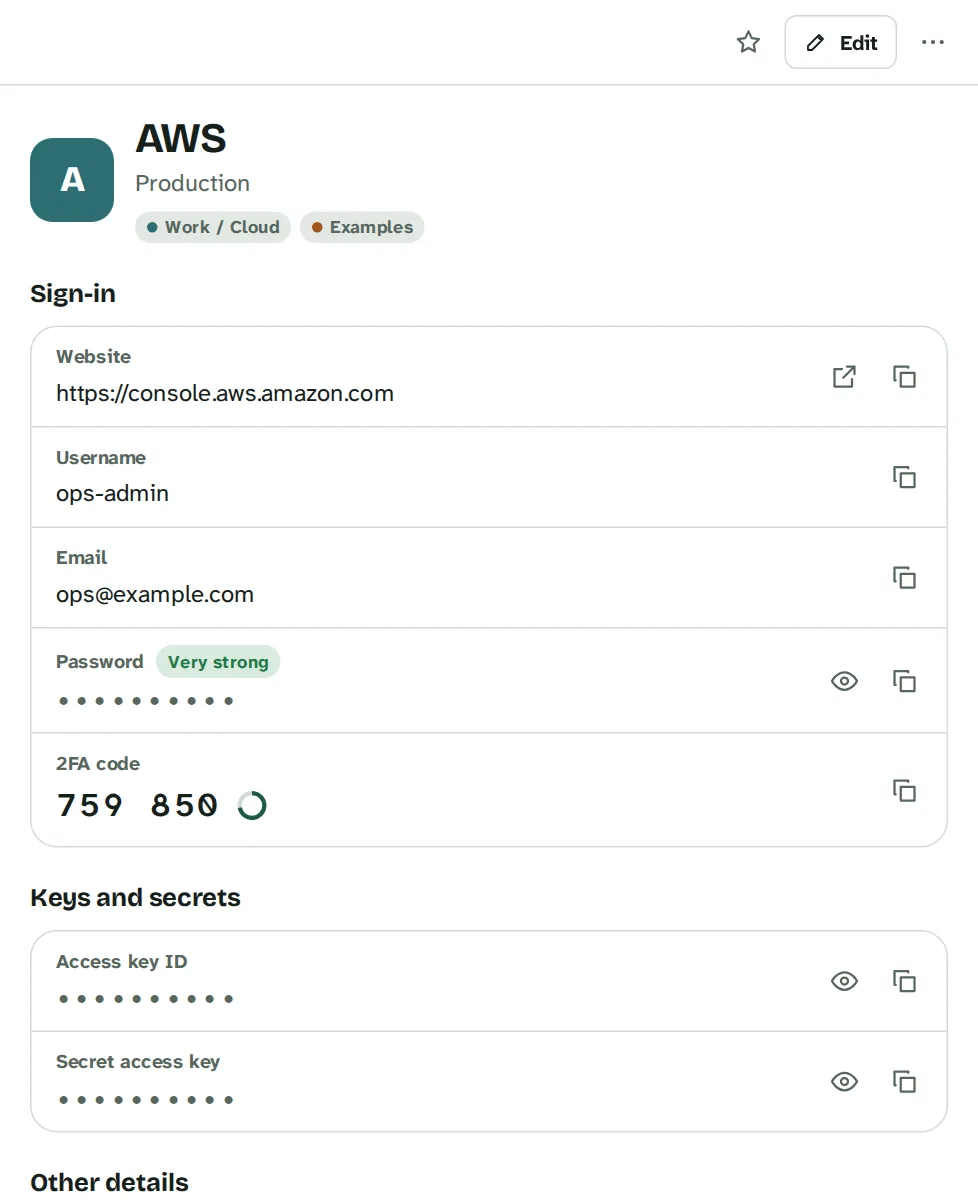 Edit
A
AWS
Production
Work / Cloud
Examples
Sign-in
Website
https://console.aws.amazon.com
Username
ops-admin
Email
ops@example.com
Password
Very strong
••••••••••
2FA code
759 850
Keys and secrets
Access key ID
••••••••••
Secret access key
••••••••••
Other details